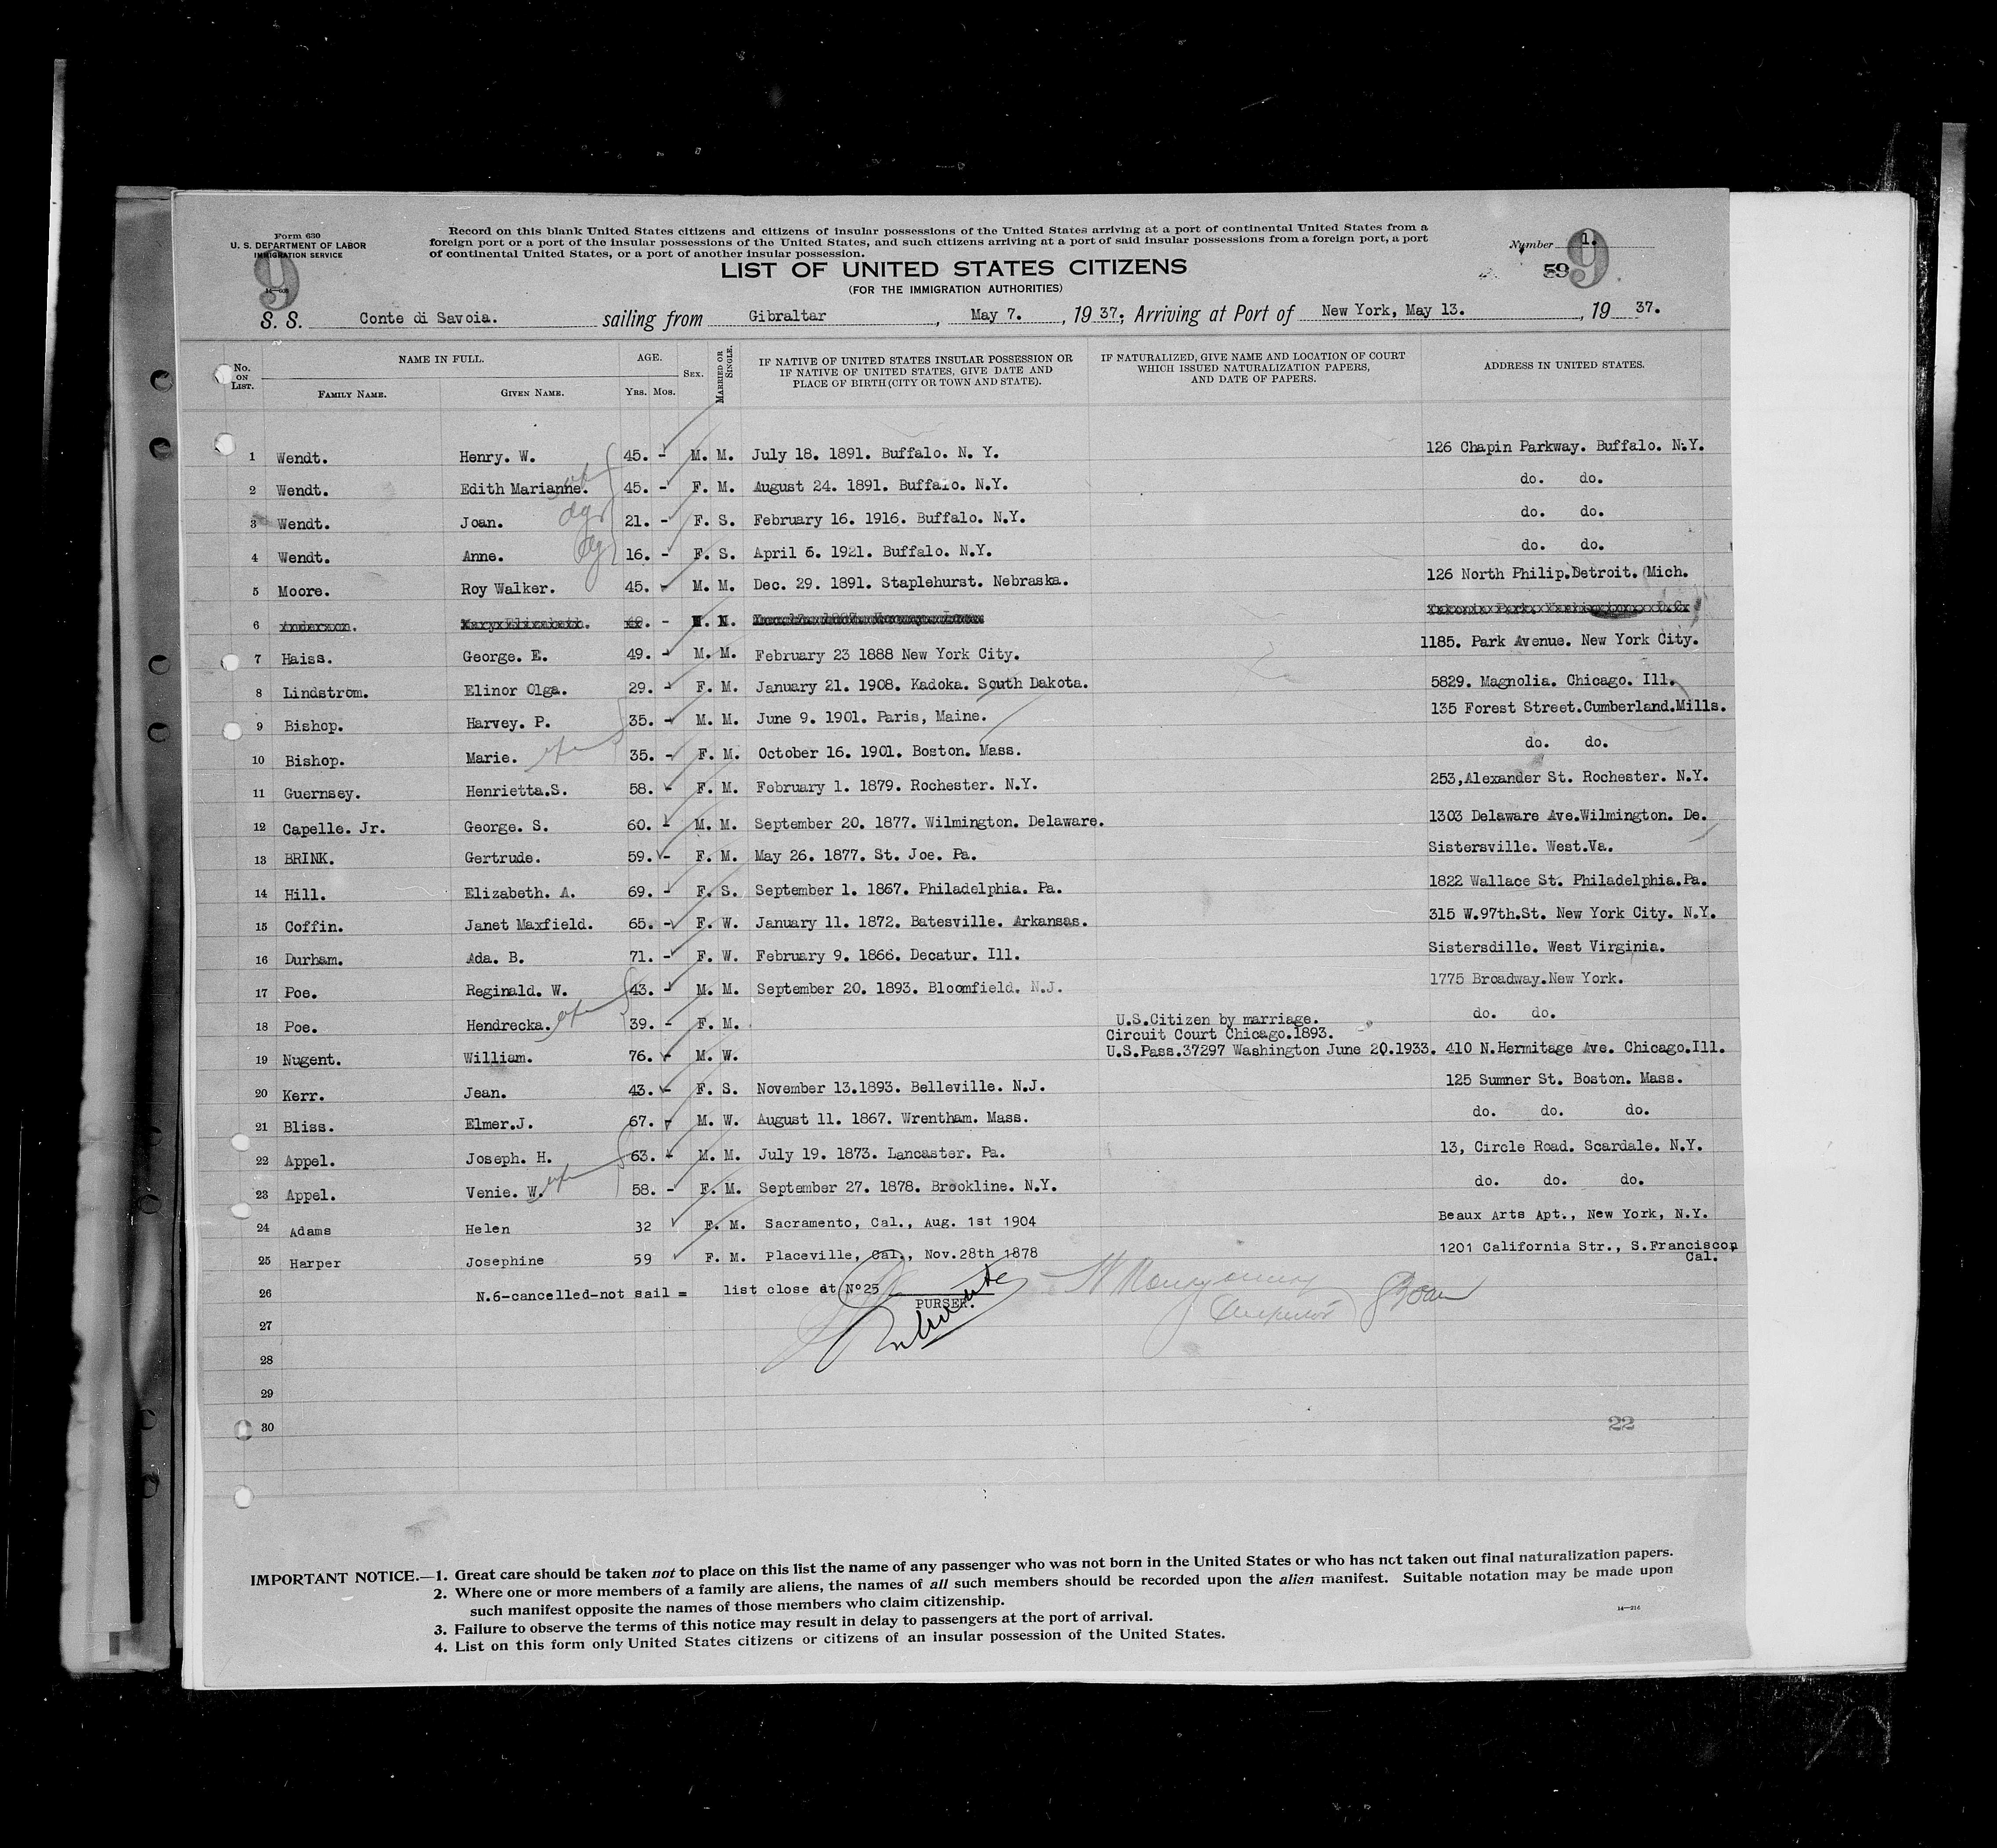 Form 630
U. S. DEPARTMENT OF LABOR
IMMIGRATION SERVICE
9
14—630
Record on this blank United States citizens and citizens of insular possessions of the United States arriving at a port of continental United States from a
foreign port or a port of the insular possessions of the United States, and such citizens arriving at a port of said insular possessions from a foreign port, a port
of continental United States, or a port of another insular possession.
Number 1.
599
LIST OF UNITED STATES CITIZENS
(FOR THE IMMIGRATION AUTHORITIES)
S. S. Conte di Savoia. sailing from Gibraltar, May 7., 19 37; Arriving at Port of New York, May 13., 19 37.
No. ON LIST. NAME IN FULL. FAMILY NAME. GIVEN NAME. AGE. YRS. MOS. SEX. MARRIED OR SINGLE. IF NATIVE OF UNITED STATES INSULAR POSSESSION OR IF NATIVE OF UNITED STATES, GIVE DATE AND PLACE OF BIRTH (CITY OR TOWN AND STATE). IF NATURALIZED, GIVE NAME AND LOCATION OF COURT WHICH ISSUED NATURALIZATION PAPERS, AND DATE OF PAPERS. ADDRESS IN UNITED STATES.
1 Wendt. Henry. W. 45. - M. M. July 18. 1891. Buffalo. N. Y. 126 Chapin Parkway. Buffalo. N.Y.
2 Wendt. Edith Marianne. wf 45. - F. M. August 24. 1891. Buffalo. N.Y. do. do.
3 Wendt. Joan. dgr 21. - F. S. February 16. 1916. Buffalo. N.Y. do. do.
4 Wendt. Anne. dg 16. - F. S. April 6. 1921. Buffalo. N.Y. do. do.
5 Moore. Roy Walker. 45. - M. M. Dec. 29. 1891. Staplehurst. Nebraska. 126 North Philip.Detroit. Mich.
6 Anderson. Mary Elizabeth. -
7 Haiss. George. E. 49. - M. M. February 23 1888 New York City. 1185. Park Avenue. New York City.
8 Lindstrom. Elinor Olga. 29. - F. M. January 21. 1908. Kadoka. South Dakota. 5829. Magnolia. Chicago. Ill.
9 Bishop. Harvey. P. 35. - M. M. June 9. 1901. Paris, Maine. 135 Forest Street.Cumberland.Mills.
10 Bishop. Marie. wf 35. - F. M. October 16. 1901. Boston. Mass. do. do.
11 Guernsey. Henrietta.S. 58. - F. M. February 1. 1879. Rochester. N.Y. 253,Alexander St. Rochester. N.Y.
12 Capelle. Jr. George. S. 60. - M. M. September 20. 1877. Wilmington. Delaware. 1303 Delaware Ave.Wilmington. De.
13 BRINK. Gertrude. 59. - F. M. May 26. 1877. St. Joe. Pa. Sistersville. West.Va.
14 Hill. Elizabeth. A. 69. - F. S. September 1. 1867. Philadelphia. Pa. 1822 Wallace St. Philadelphia.Pa.
15 Coffin. Janet Maxfield. 65. - F. W. January 11. 1872. Batesville. Arkansas. 315 W.97th.St. New York City. N.Y.
16 Durham. Ada. B. 71. - F. W. February 9. 1866. Decatur. Ill. Sistersdille. West Virginia.
17 Poe. Reginald. W. 43. - M. M. September 20. 1893. Bloomfield. N.J. 1775 Broadway.New York.
18 Poe. Hendrecka. wf 39. - F. M. U.S.Citizen by marriage. do. do.
Circuit Court Chicago.1893.
19 Nugent. William. 76. - M. W. U.S.Pass.37297 Washington June 20.1933. 410 N.Hermitage Ave. Chicago.Ill.
20 Kerr. Jean. 43. - F. S. November 13.1893. Belleville. N.J. 125 Sumner St. Boston. Mass.
21 Bliss. Elmer.J. 67. - M. W. August 11. 1867. Wrentham. Mass. do. do. do.
22 Appel. Joseph. H. 63. - M. M. July 19. 1873. Lancaster. Pa. 13, Circle Road. Scardale. N.Y.
23 Appel. Venie. W. wf 58. - F. M. September 27. 1878. Brookline. N.Y. do. do. do.
24 Adams Helen 32 F. M. Sacramento, Cal., Aug. 1st 1904 Beaux Arts Apt., New York, N.Y.
25 Harper Josephine 59 F. M. Placeville, Cal., Nov.28th 1878 1201 California Str., S.Francisco,
Cal.
26 N.6-cancelled-not sail = list close at Nº25
PURSER.
27
28
29
30
22
IMPORTANT NOTICE.—1. Great care should be taken not to place on this list the name of any passenger who was not born in the United States or who has not taken out final naturalization papers.
2. Where one or more members of a family are aliens, the names of all such members should be recorded upon the alien manifest. Suitable notation may be made upon
such manifest opposite the names of those members who claim citizenship.
3. Failure to observe the terms of this notice may result in delay to passengers at the port of arrival.
4. List on this form only United States citizens or citizens of an insular possession of the United States.
14—216